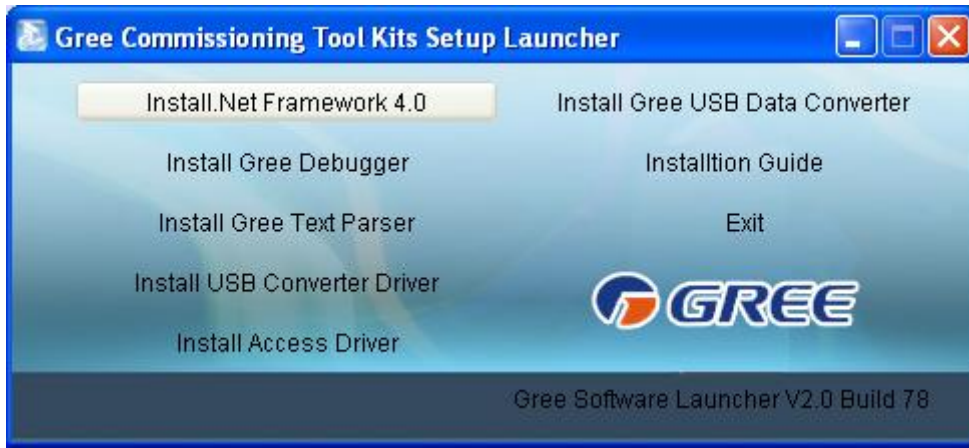 Gree Commissioning Tool Kits Setup Launcher
Install.Net Framework 4.0
Install Gree USB Data Converter
Install Gree Debugger
Installtion Guide
Install Gree Text Parser
Exit
Install USB Converter Driver
GREE
Install Access Driver
Gree Software Launcher V2.0 Build 78